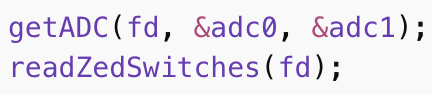 getADC(fd, &adc0, &adc1);
readZedSwitches(fd);